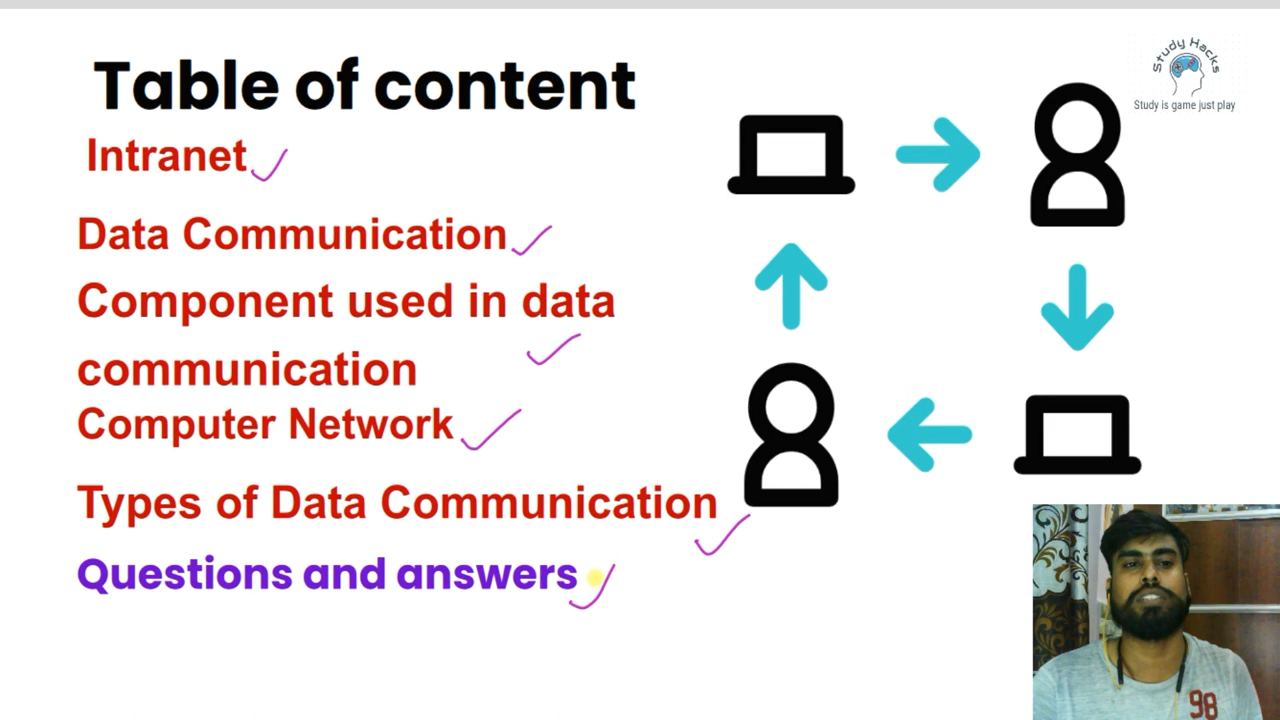 Table of content
Study Hacks
Study is game just play
Intranet
Data Communication
Component used in data
communication
Computer Network
Types of Data Communication
Questions and answers
98